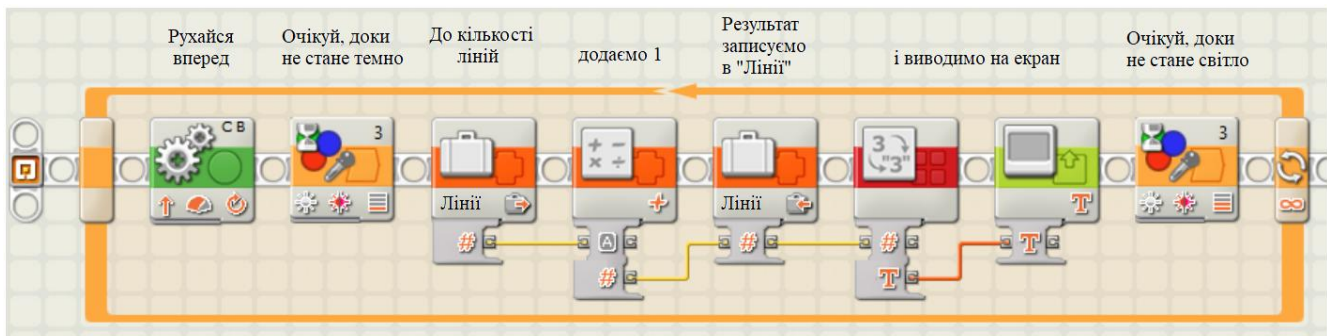 Рухайся
вперед
Очікуй, доки
не стане темно
До кількості
ліній
додаємо 1
Результат
записуємо
в "Лінії"
і виводимо на екран
Очікуй, доки
не стане світло
C B
3
3
"3"
3
Лінії
Лінії
T
#
A
#
#
#
T
T